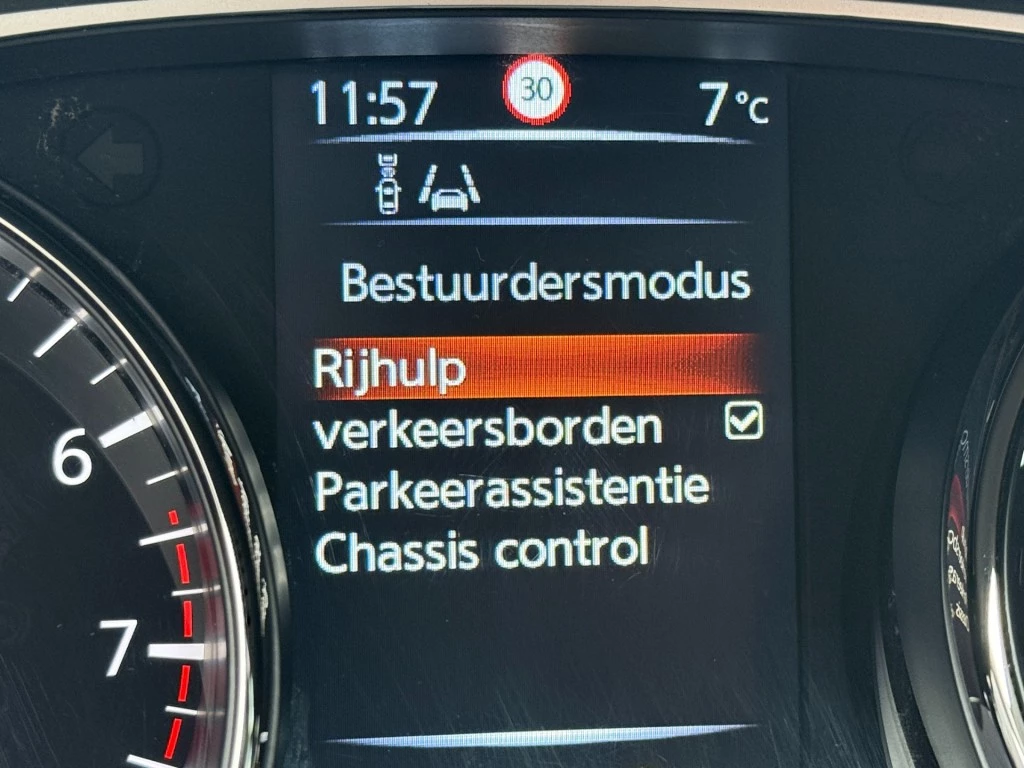 11:57 30 7 °C
Bestuurdersmodus
Rijhulp
verkeersborden
Parkeerassistentie
Chassis control
6
7